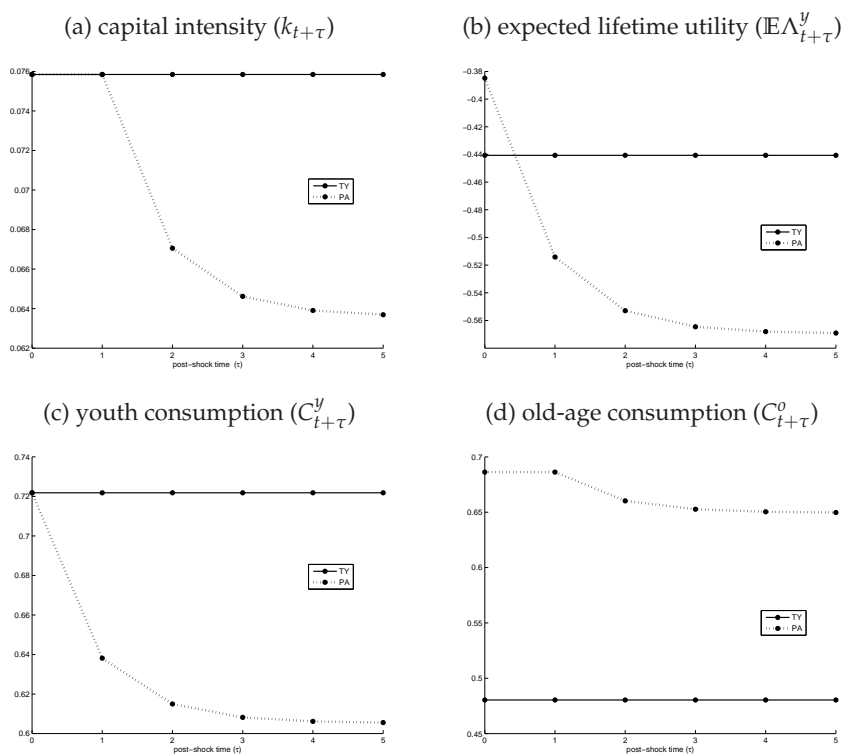 (a) capital intensity (k_{t+τ})
(b) expected lifetime utility (𝔼Λ^y_{t+τ})
0.076
0.074
0.072
0.07
0.068
0.066
0.064
0.062
0 1 2 3 4 5
post−shock time (τ)
TY
PA
−0.38
−0.4
−0.42
−0.44
−0.46
−0.48
−0.5
−0.52
−0.54
−0.56
0 1 2 3 4 5
post−shock time (τ)
TY
PA
(c) youth consumption (C^y_{t+τ})
(d) old-age consumption (C^o_{t+τ})
0.74
0.72
0.7
0.68
0.66
0.64
0.62
0.6
0 1 2 3 4 5
post−shock time (τ)
TY
PA
0.7
0.65
0.6
0.55
0.5
0.45
0 1 2 3 4 5
post−shock time (τ)
TY
PA